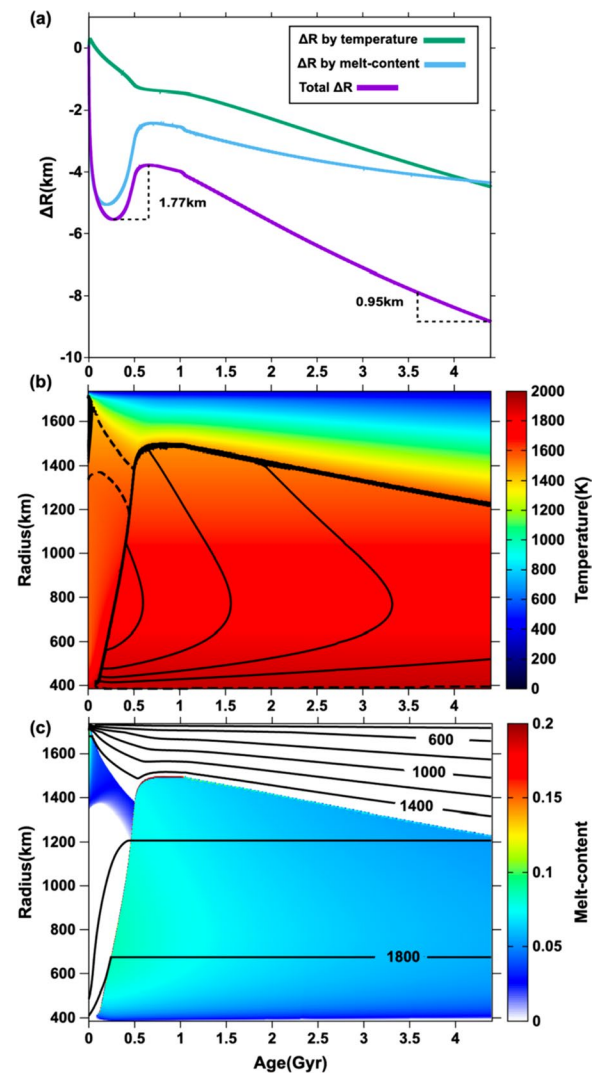 (a)
ΔR by temperature
ΔR by melt-content
Total ΔR
0
-2
-4
-6
-8
-10
ΔR(km)
1.77km
0.95km
0 0.5 1 1.5 2 2.5 3 3.5 4
(b)
1600
1400
1200
1000
800
600
400
Radius(km)
0 0.5 1 1.5 2 2.5 3 3.5 4
2000
1800
1600
1400
1200
1000
800
600
400
200
0
Temperature(K)
(c)
1600
1400
1200
1000
800
600
400
Radius(km)
600
1000
1400
1800
0 0.5 1 1.5 2 2.5 3 3.5 4
Age(Gyr)
0.2
0.15
0.1
0.05
0
Melt-content